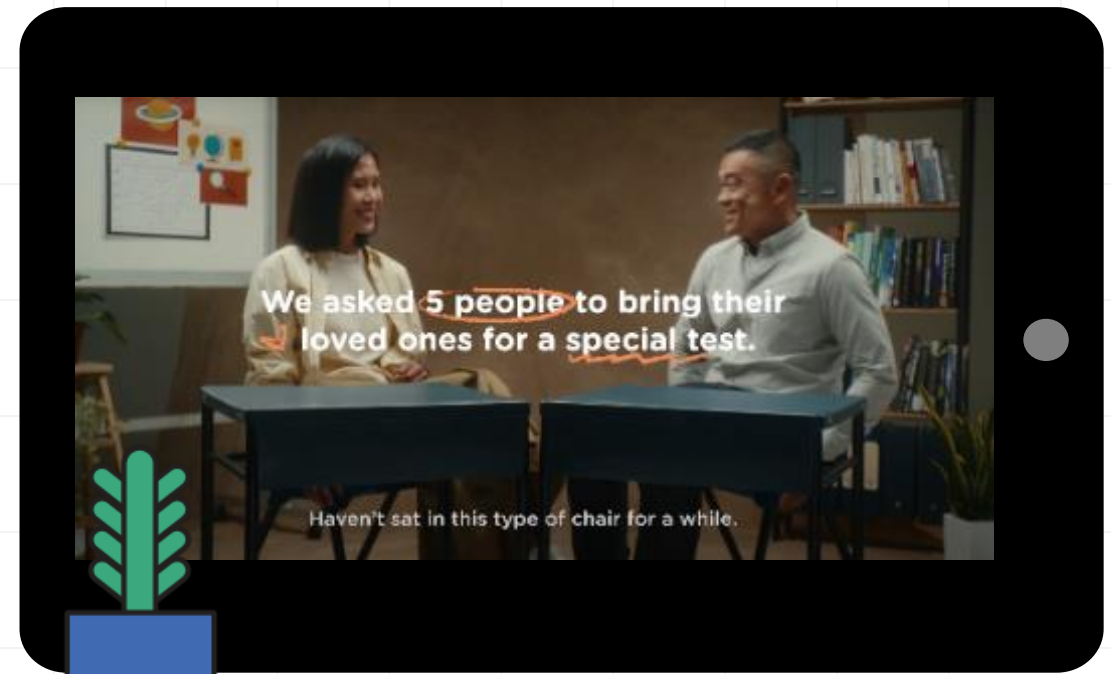 We asked 5 people to bring their
loved ones for a special test.
Haven't sat in this type of chair for a while.